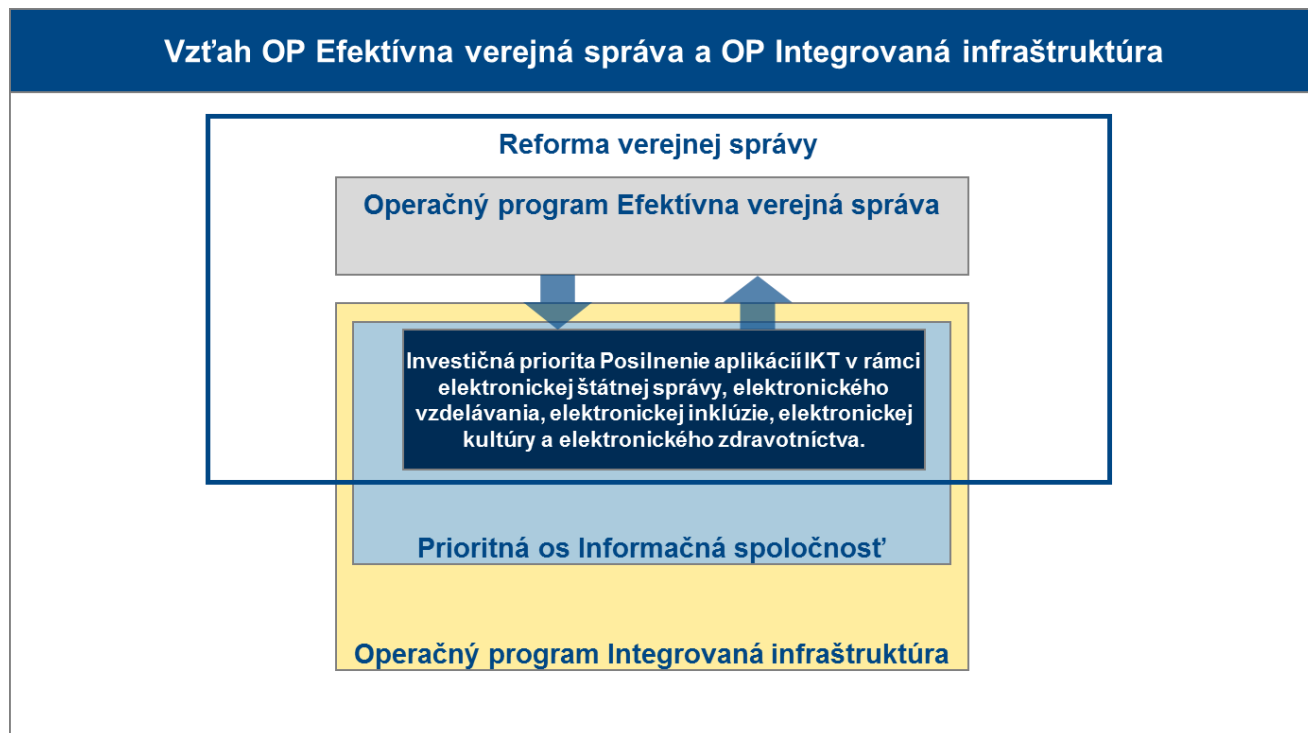 Vzťah OP Efektívna verejná správa a OP Integrovaná infraštruktúra
Reforma verejnej správy
Operačný program Efektívna verejná správa
Investičná priorita Posilnenie aplikácií IKT v rámci
elektronickej štátnej správy, elektronického
vzdelávania, elektronickej inklúzie, elektronickej
kultúry a elektronického zdravotníctva.
Prioritná os Informačná spoločnosť
Operačný program Integrovaná infraštruktúra